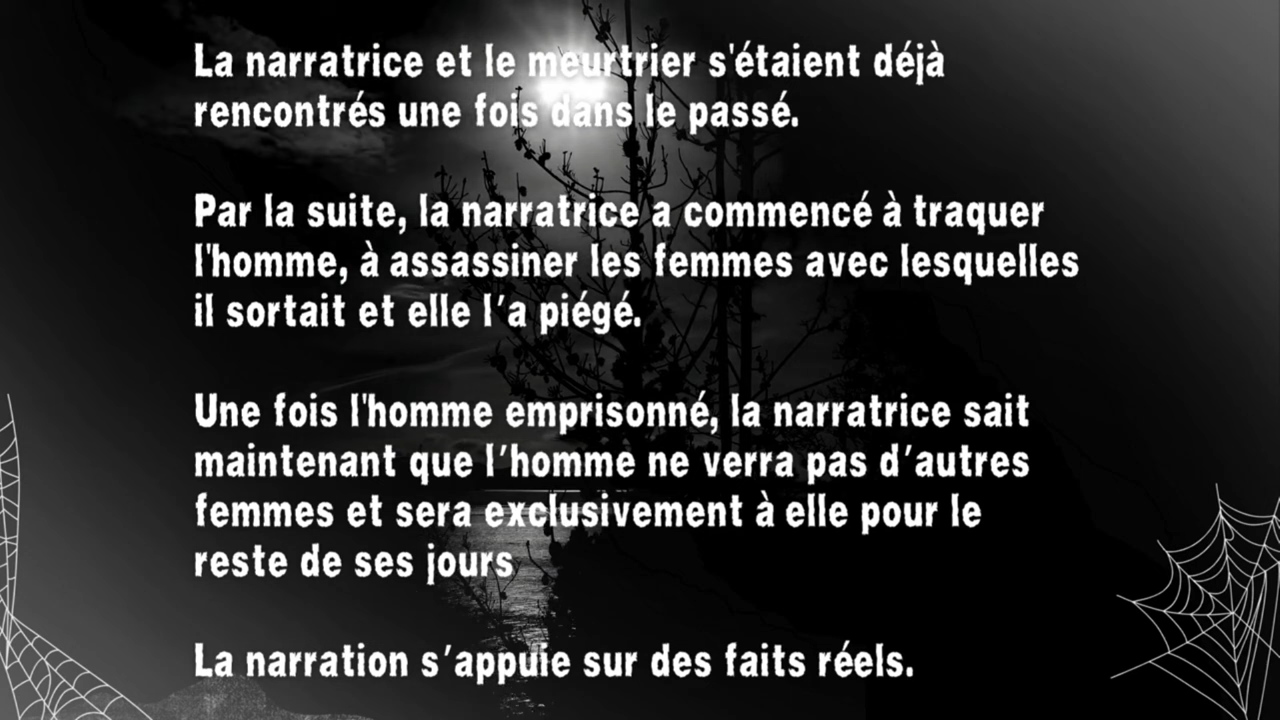 La narratrice et le meurtrier s'étaient déjà
rencontrés une fois dans le passé.
Par la suite, la narratrice a commencé à traquer
l'homme, à assassiner les femmes avec lesquelles
il sortait et elle l’a piégé.
Une fois l'homme emprisonné, la narratrice sait
maintenant que l’homme ne verra pas d’autres
femmes et sera exclusivement à elle pour le
reste de ses jours
La narration s’appuie sur des faits réels.